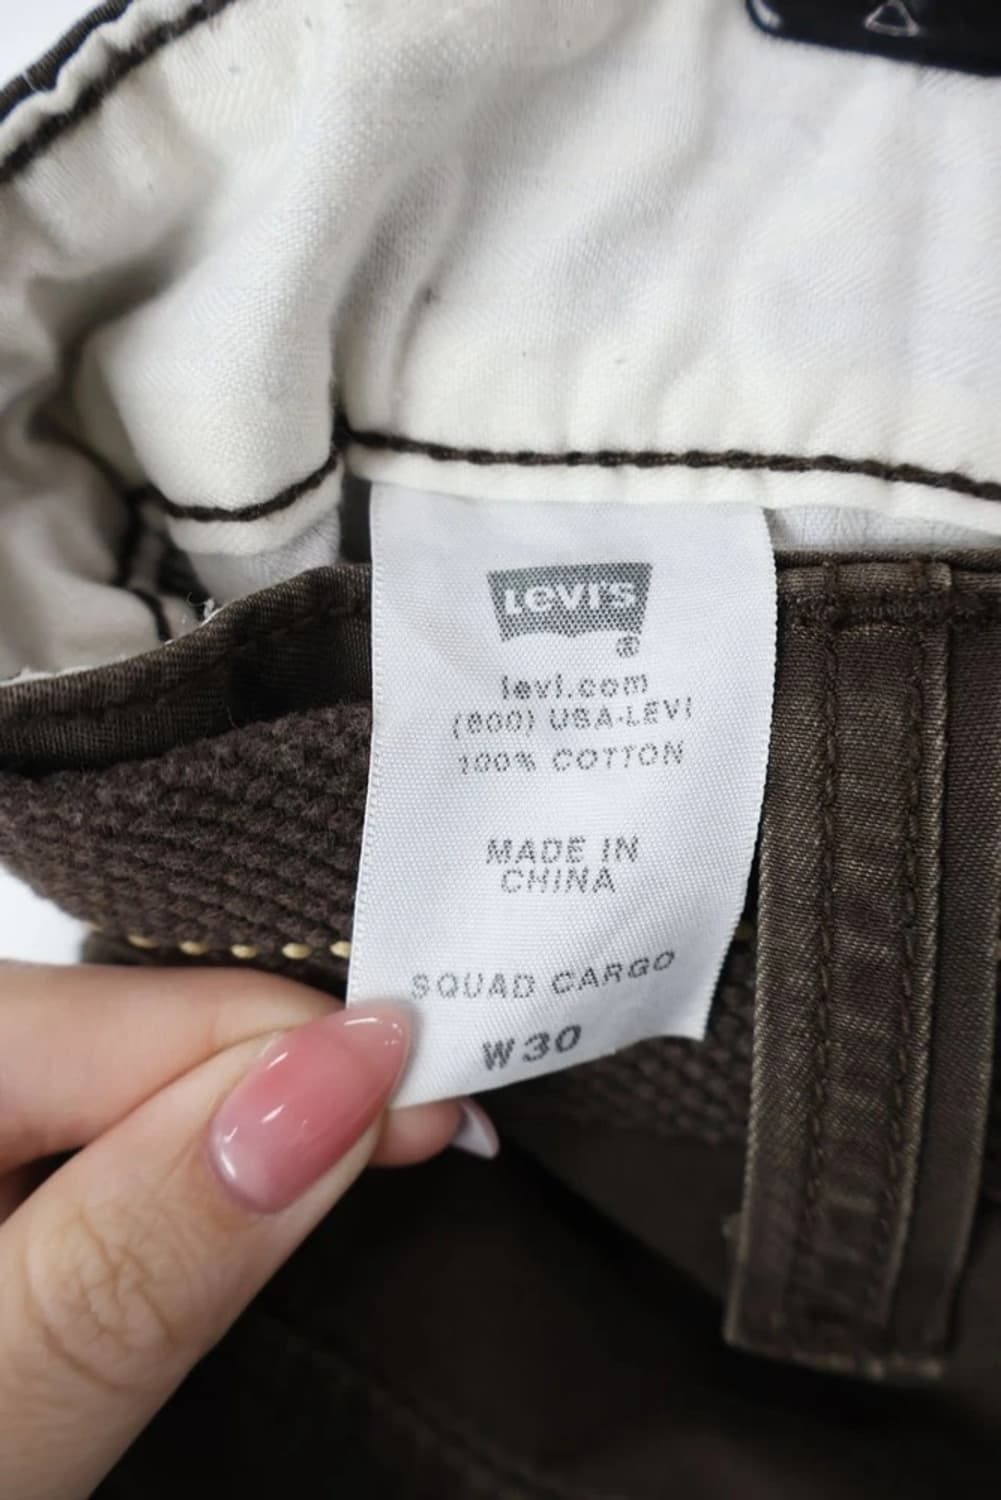 LEVI'S
®
levi.com
(800) USA-LEVI
100% COTTON
MADE IN
CHINA
SQUAD CARGO
W30